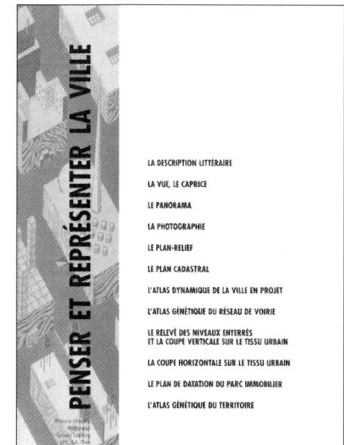 PENSER ET REPRÉSENTER LA VILLE
LA DESCRIPTION LITTÉRAIRE
LA VUE, LE CAPRICE
LE PANORAMA
LA PHOTOGRAPHIE
LE PLAN-RELIEF
LE PLAN CADASTRAL
L'ATLAS DYNAMIQUE DE LA VILLE EN PROJET
L'ATLAS GÉNÉTIQUE DU RÉSEAU DE VOIRIE
LE RELEVÉ DES NIVEAUX ENTERRÉS
ET LA COUPE VERTICALE SUR LE TISSU URBAIN
LA COUPE HORIZONTALE SUR LE TISSU URBAIN
LE PLAN DE DATATION DU PARC IMMOBILIER
L'ATLAS GÉNÉTIQUE DU TERRITOIRE